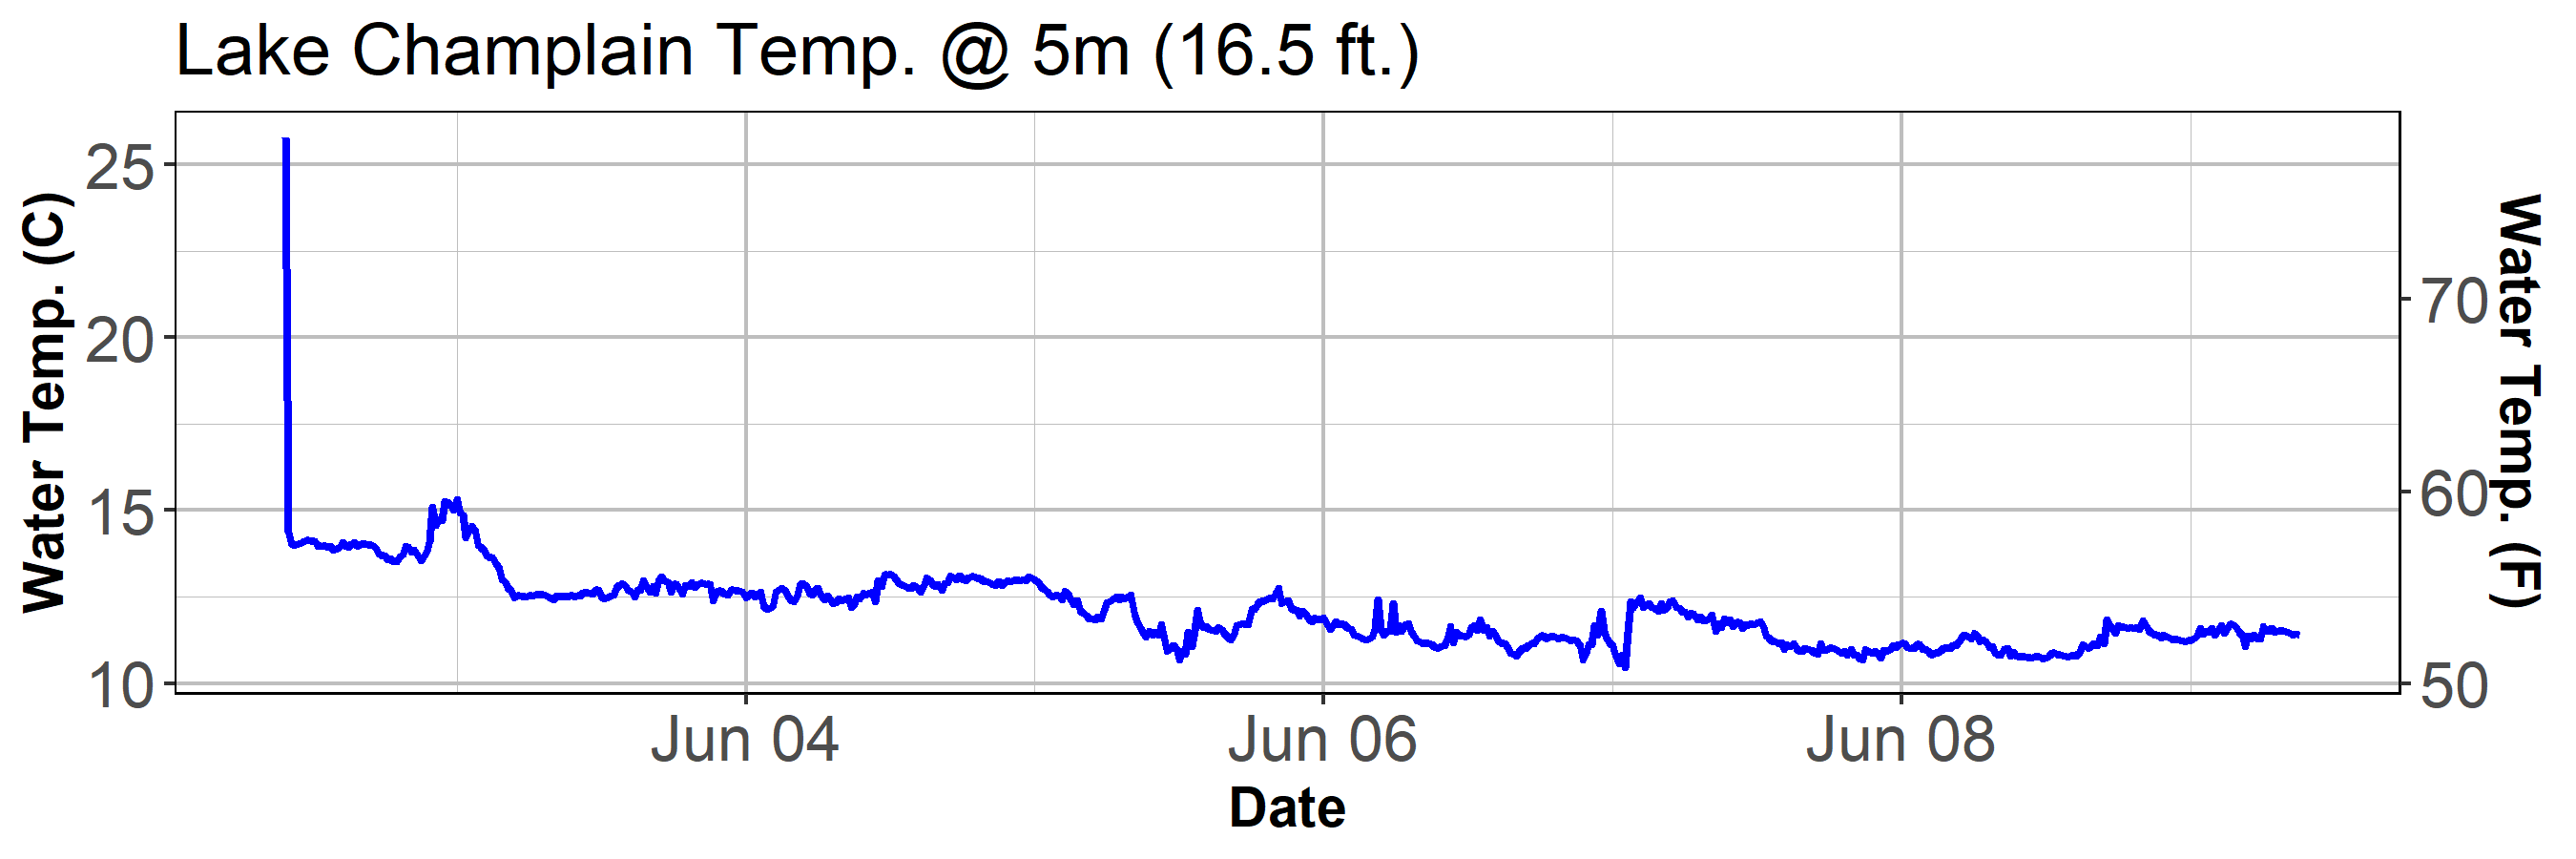 Lake Champlain Temp. @ 5m (16.5 ft.)
Water Temp. (C)
25
20
15
10
70
60
50
Water Temp. (F)
Jun 04
Jun 06
Jun 08
Date